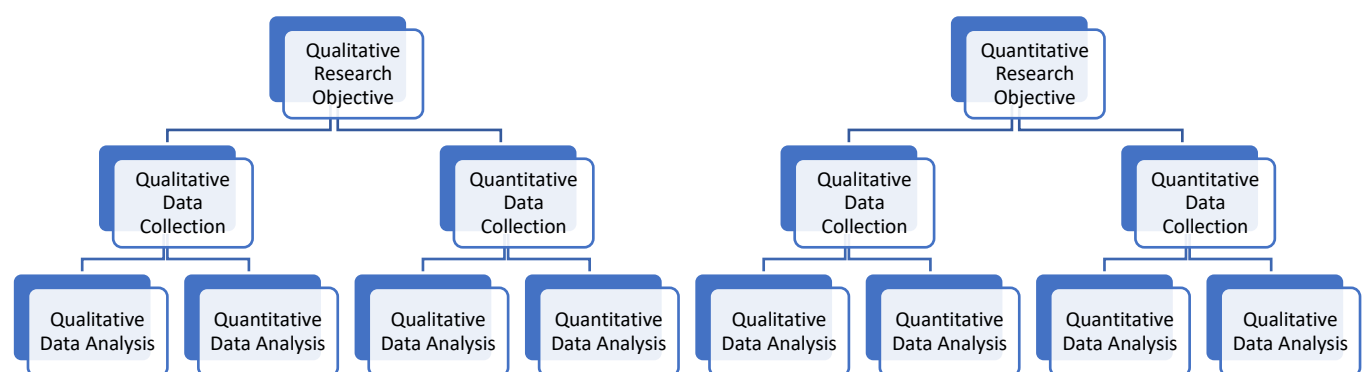 Qualitative
Research
Objective
Quantitative
Research
Objective
Qualitative
Data
Collection
Quantitative
Data
Collection
Qualitative
Data
Collection
Quantitative
Data
Collection
Qualitative
Data Analysis
Quantitative
Data Analysis
Qualitative
Data Analysis
Quantitative
Data Analysis
Qualitative
Data Analysis
Quantitative
Data Analysis
Quantitative
Data Analysis
Qualitative
Data Analysis